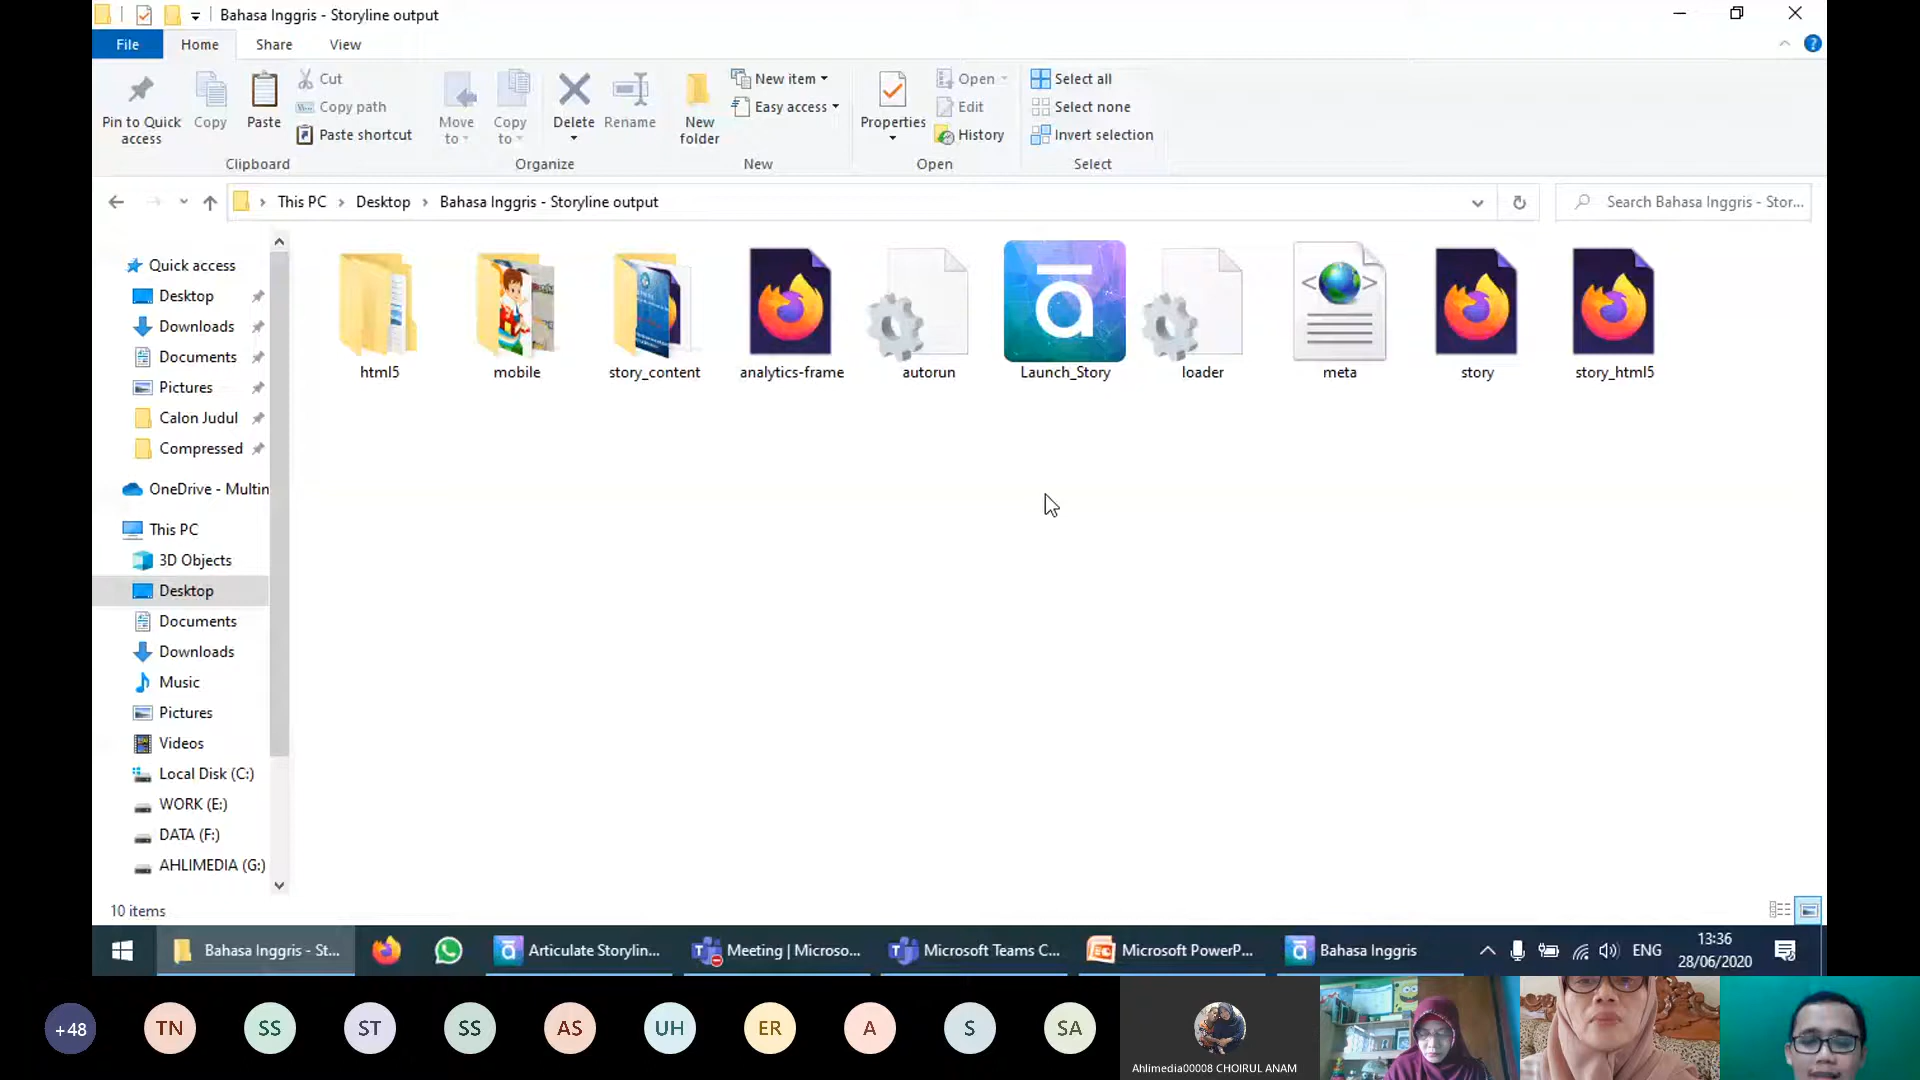 Bahasa Inggris - Storyline output
File
Home
Share
View
Pin to Quick access
Copy
Paste
Cut
Copy path
Paste shortcut
Clipboard
Move to
Copy to
Delete
Rename
Organize
New folder
New item
Easy access
New
Properties
Open
Edit
History
Open
Select all
Select none
Invert selection
Select
This PC > Desktop > Bahasa Inggris - Storyline output
Search Bahasa Inggris - Stor...
Quick access
Desktop
Downloads
Documents
Pictures
Calon Judul
Compressed
OneDrive - Multin
This PC
3D Objects
Desktop
Documents
Downloads
Music
Pictures
Videos
Local Disk (C:)
WORK (E:)
DATA (F:)
AHLIMEDIA (G:)
html5
mobile
story_content
analytics-frame
autorun
Launch_Story
loader
meta
story
story_html5
10 items
Bahasa Inggris - St...
Articulate Storylin...
Meeting | Microso...
Microsoft Teams C...
Microsoft PowerP...
Bahasa Inggris
ENG
13:36
28/06/2020
+48
TN
SS
ST
SS
AS
UH
ER
A
S
SA
Ahlimedia00008 CHOIRUL ANAM